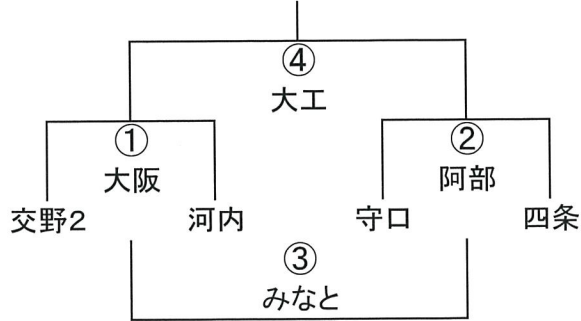 ④
大工
① ②
大阪 阿部
交野2 河内 守口 四条
③
みなと